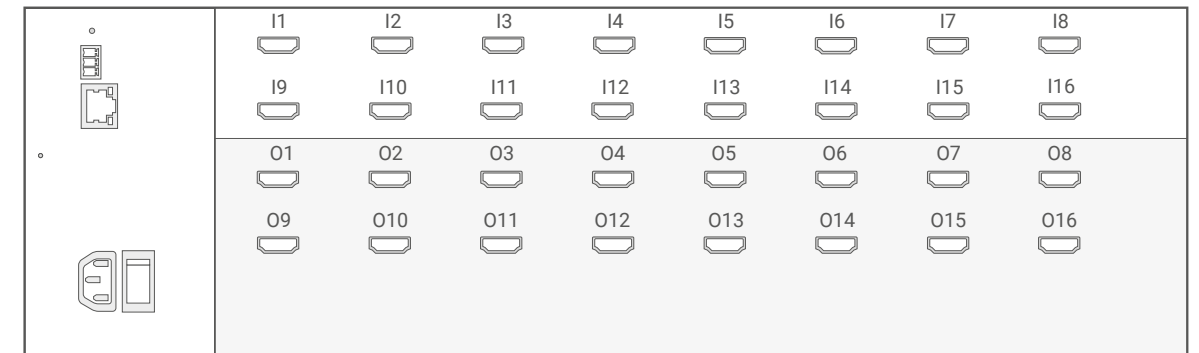 I1 I2 I3 I4 I5 I6 I7 I8
I9 I10 I11 I12 I13 I14 I15 I16
O1 O2 O3 O4 O5 O6 O7 O8
O9 O10 O11 O12 O13 O14 O15 O16